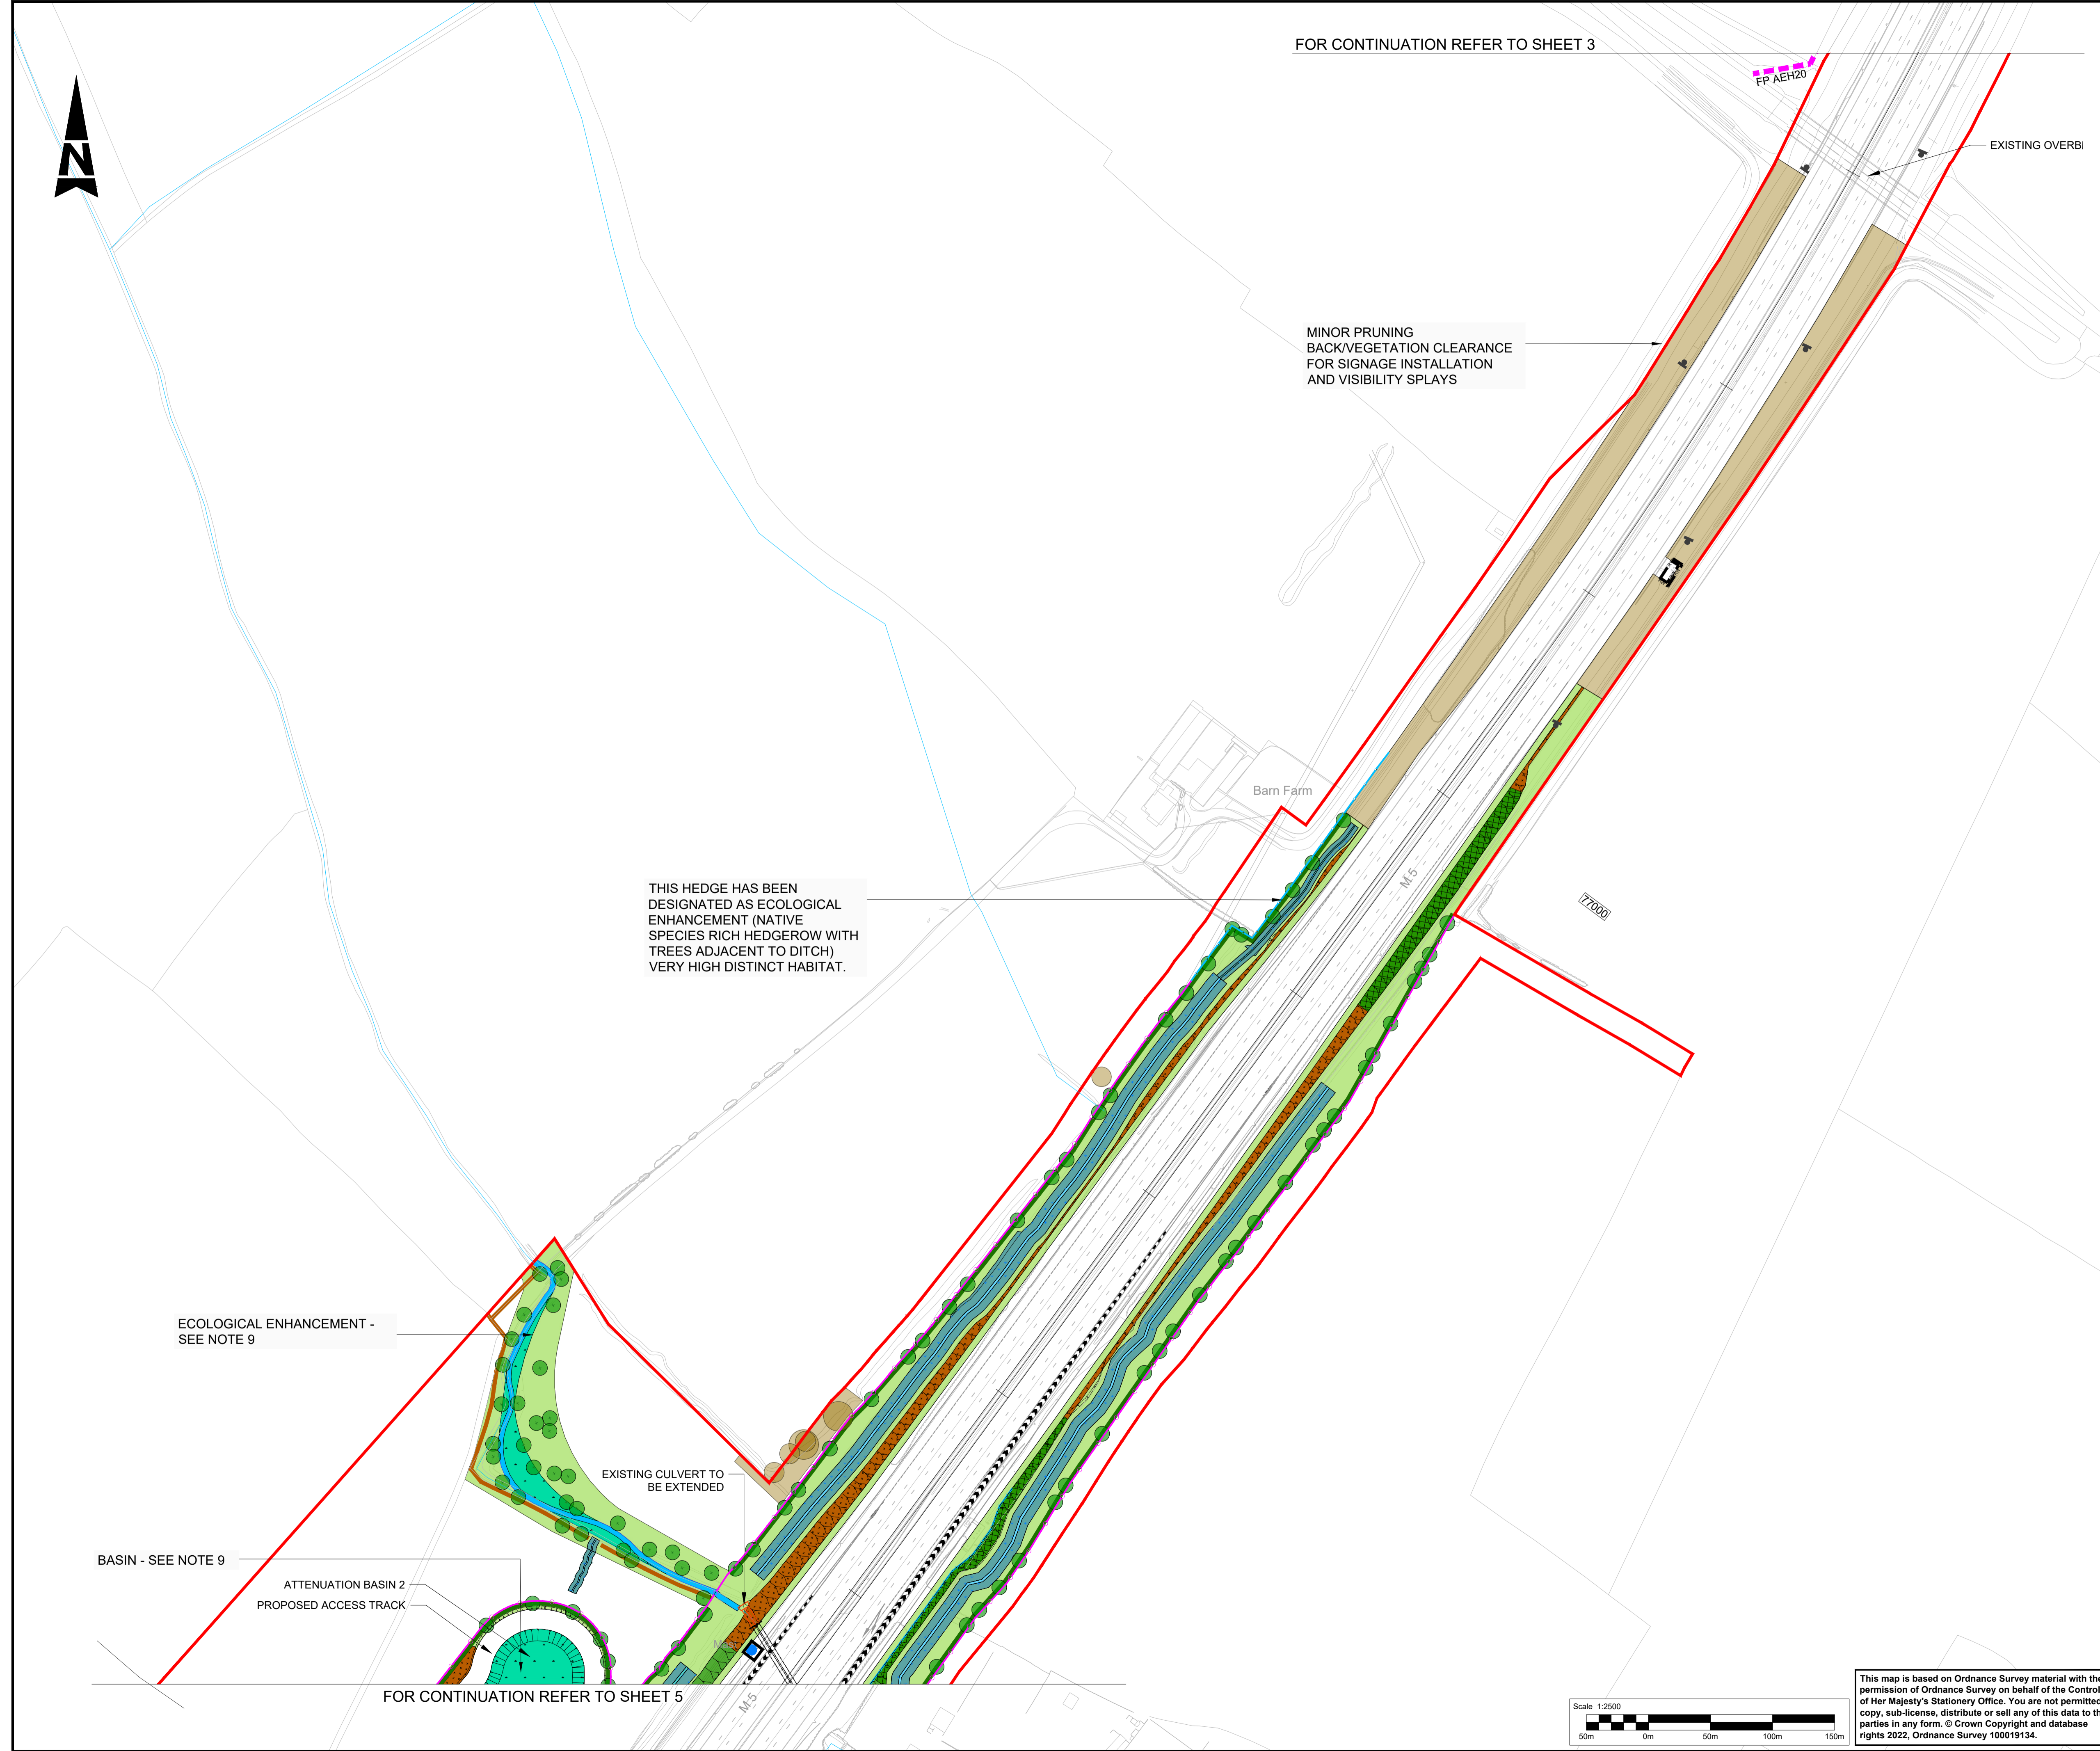 FOR CONTINUATION REFER TO SHEET 3
FP AEH20
N
EXISTING OVERB
MINOR PRUNING
BACK/VEGETATION CLEARANCE
FOR SIGNAGE INSTALLATION
AND VISIBILITY SPLAYS
Barn Farm
M 5
77000
THIS HEDGE HAS BEEN
DESIGNATED AS ECOLOGICAL
ENHANCEMENT (NATIVE
SPECIES RICH HEDGEROW WITH
TREES ADJACENT TO DITCH)
VERY HIGH DISTINCT HABITAT.
ECOLOGICAL ENHANCEMENT -
SEE NOTE 9
EXISTING CULVERT TO
BE EXTENDED
BASIN - SEE NOTE 9
ATTENUATION BASIN 2
PROPOSED ACCESS TRACK
FOR CONTINUATION REFER TO SHEET 5
M 5
Scale 1:2500
50m 0m 50m 100m 150m
This map is based on Ordnance Survey material with the
permission of Ordnance Survey on behalf of the Control
of Her Majesty's Stationery Office. You are not permitted
copy, sub-license, distribute or sell any of this data to th
parties in any form. © Crown Copyright and database
rights 2022, Ordnance Survey 100019134.